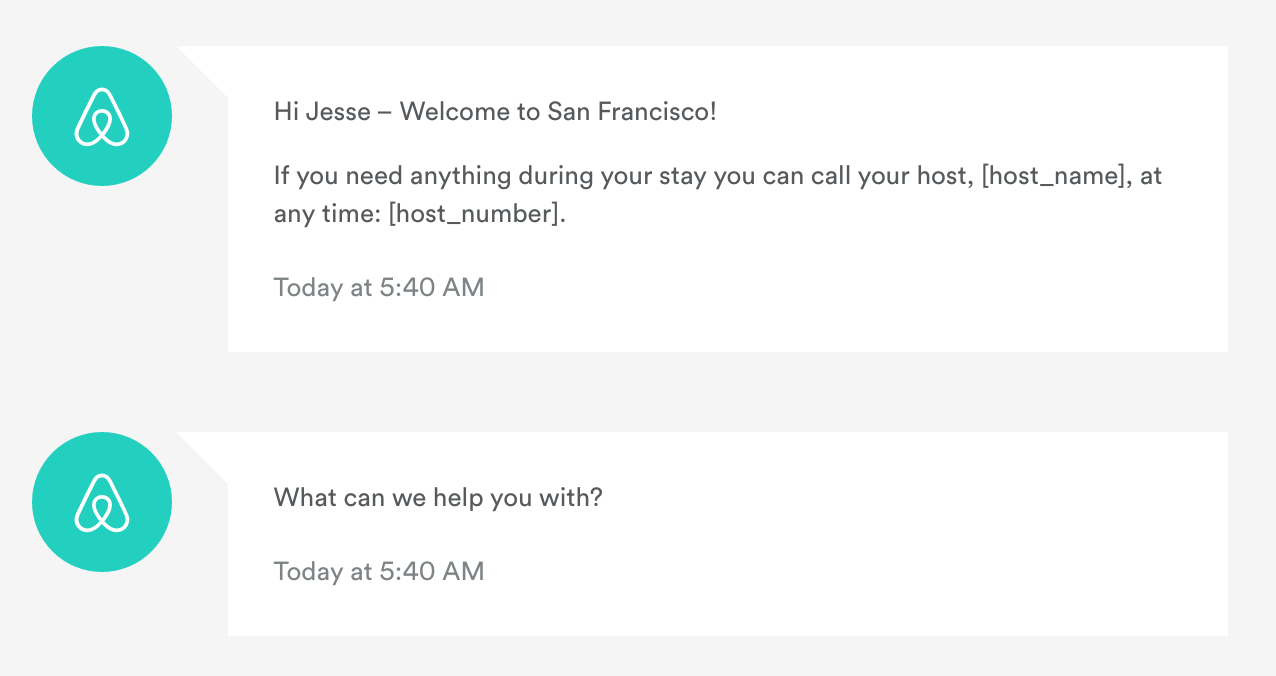 Hi Jesse – Welcome to San Francisco!
If you need anything during your stay you can call your host, [host_name], at
any time: [host_number].
Today at 5:40 AM
What can we help you with?
Today at 5:40 AM